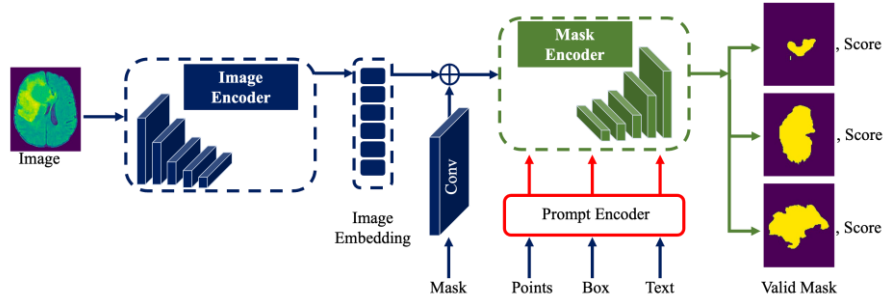 Image
Encoder
Image
Image
Embedding
Conv
Mask
Mask
Encoder
Prompt Encoder
Points
Box
Text
, Score
, Score
, Score
Valid Mask